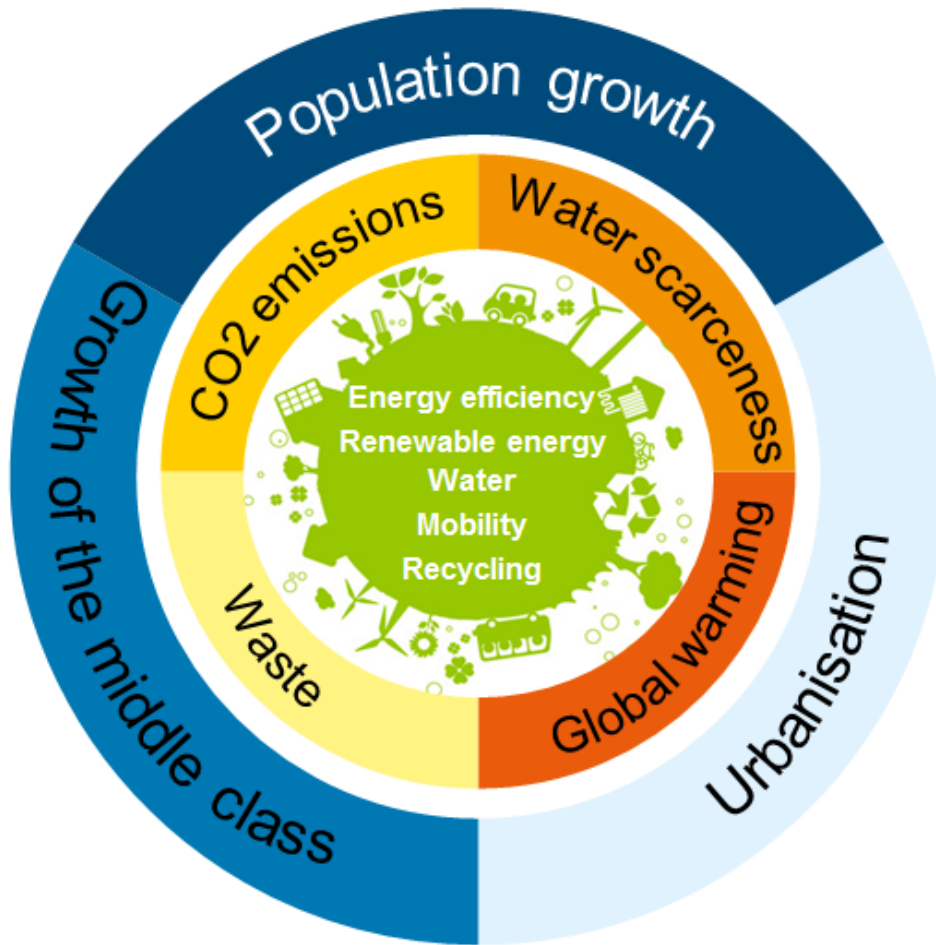 Population growth
CO2 emissions
Water scarceness
Growth of the middle class
Energy efficiency
Renewable energy
Water
Mobility
Recycling
Urbanisation
Waste
Global warming